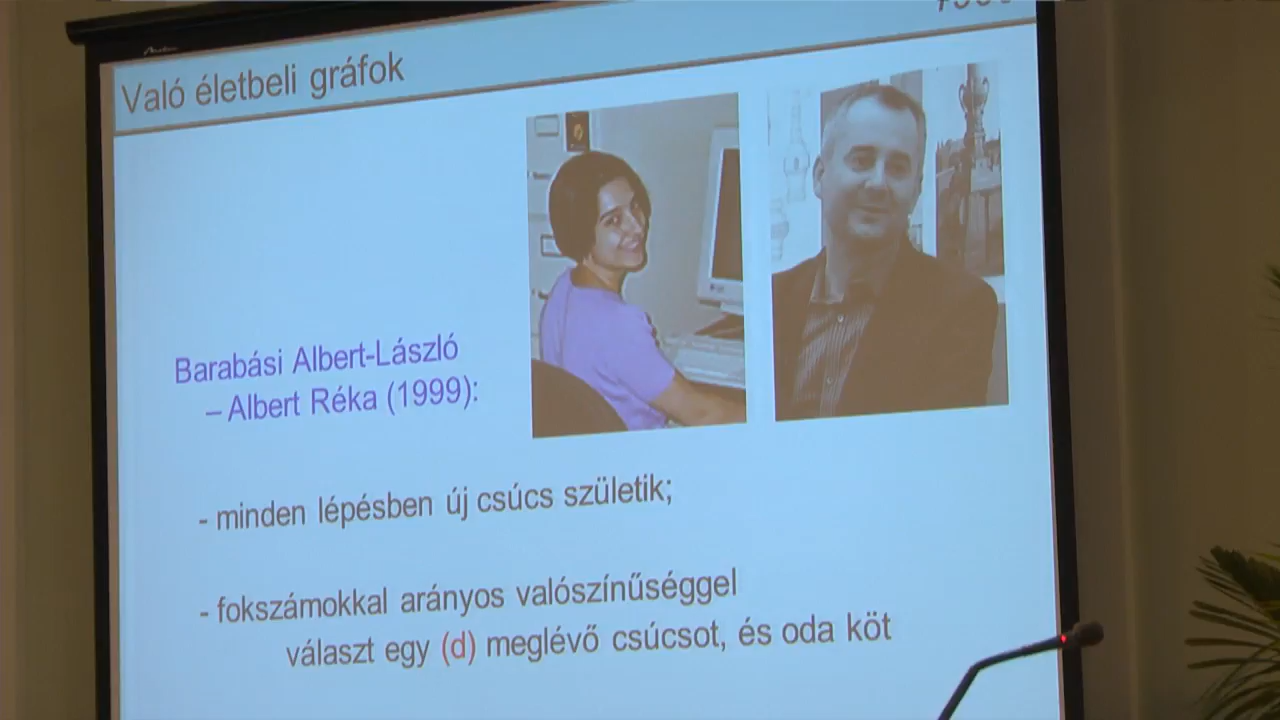 Való életbeli gráfok
Barabási Albert-László
– Albert Réka (1999):
- minden lépésben új csúcs születik;
- fokszámokkal arányos valószínűséggel
választ egy (d) meglévő csúcsot, és oda köt